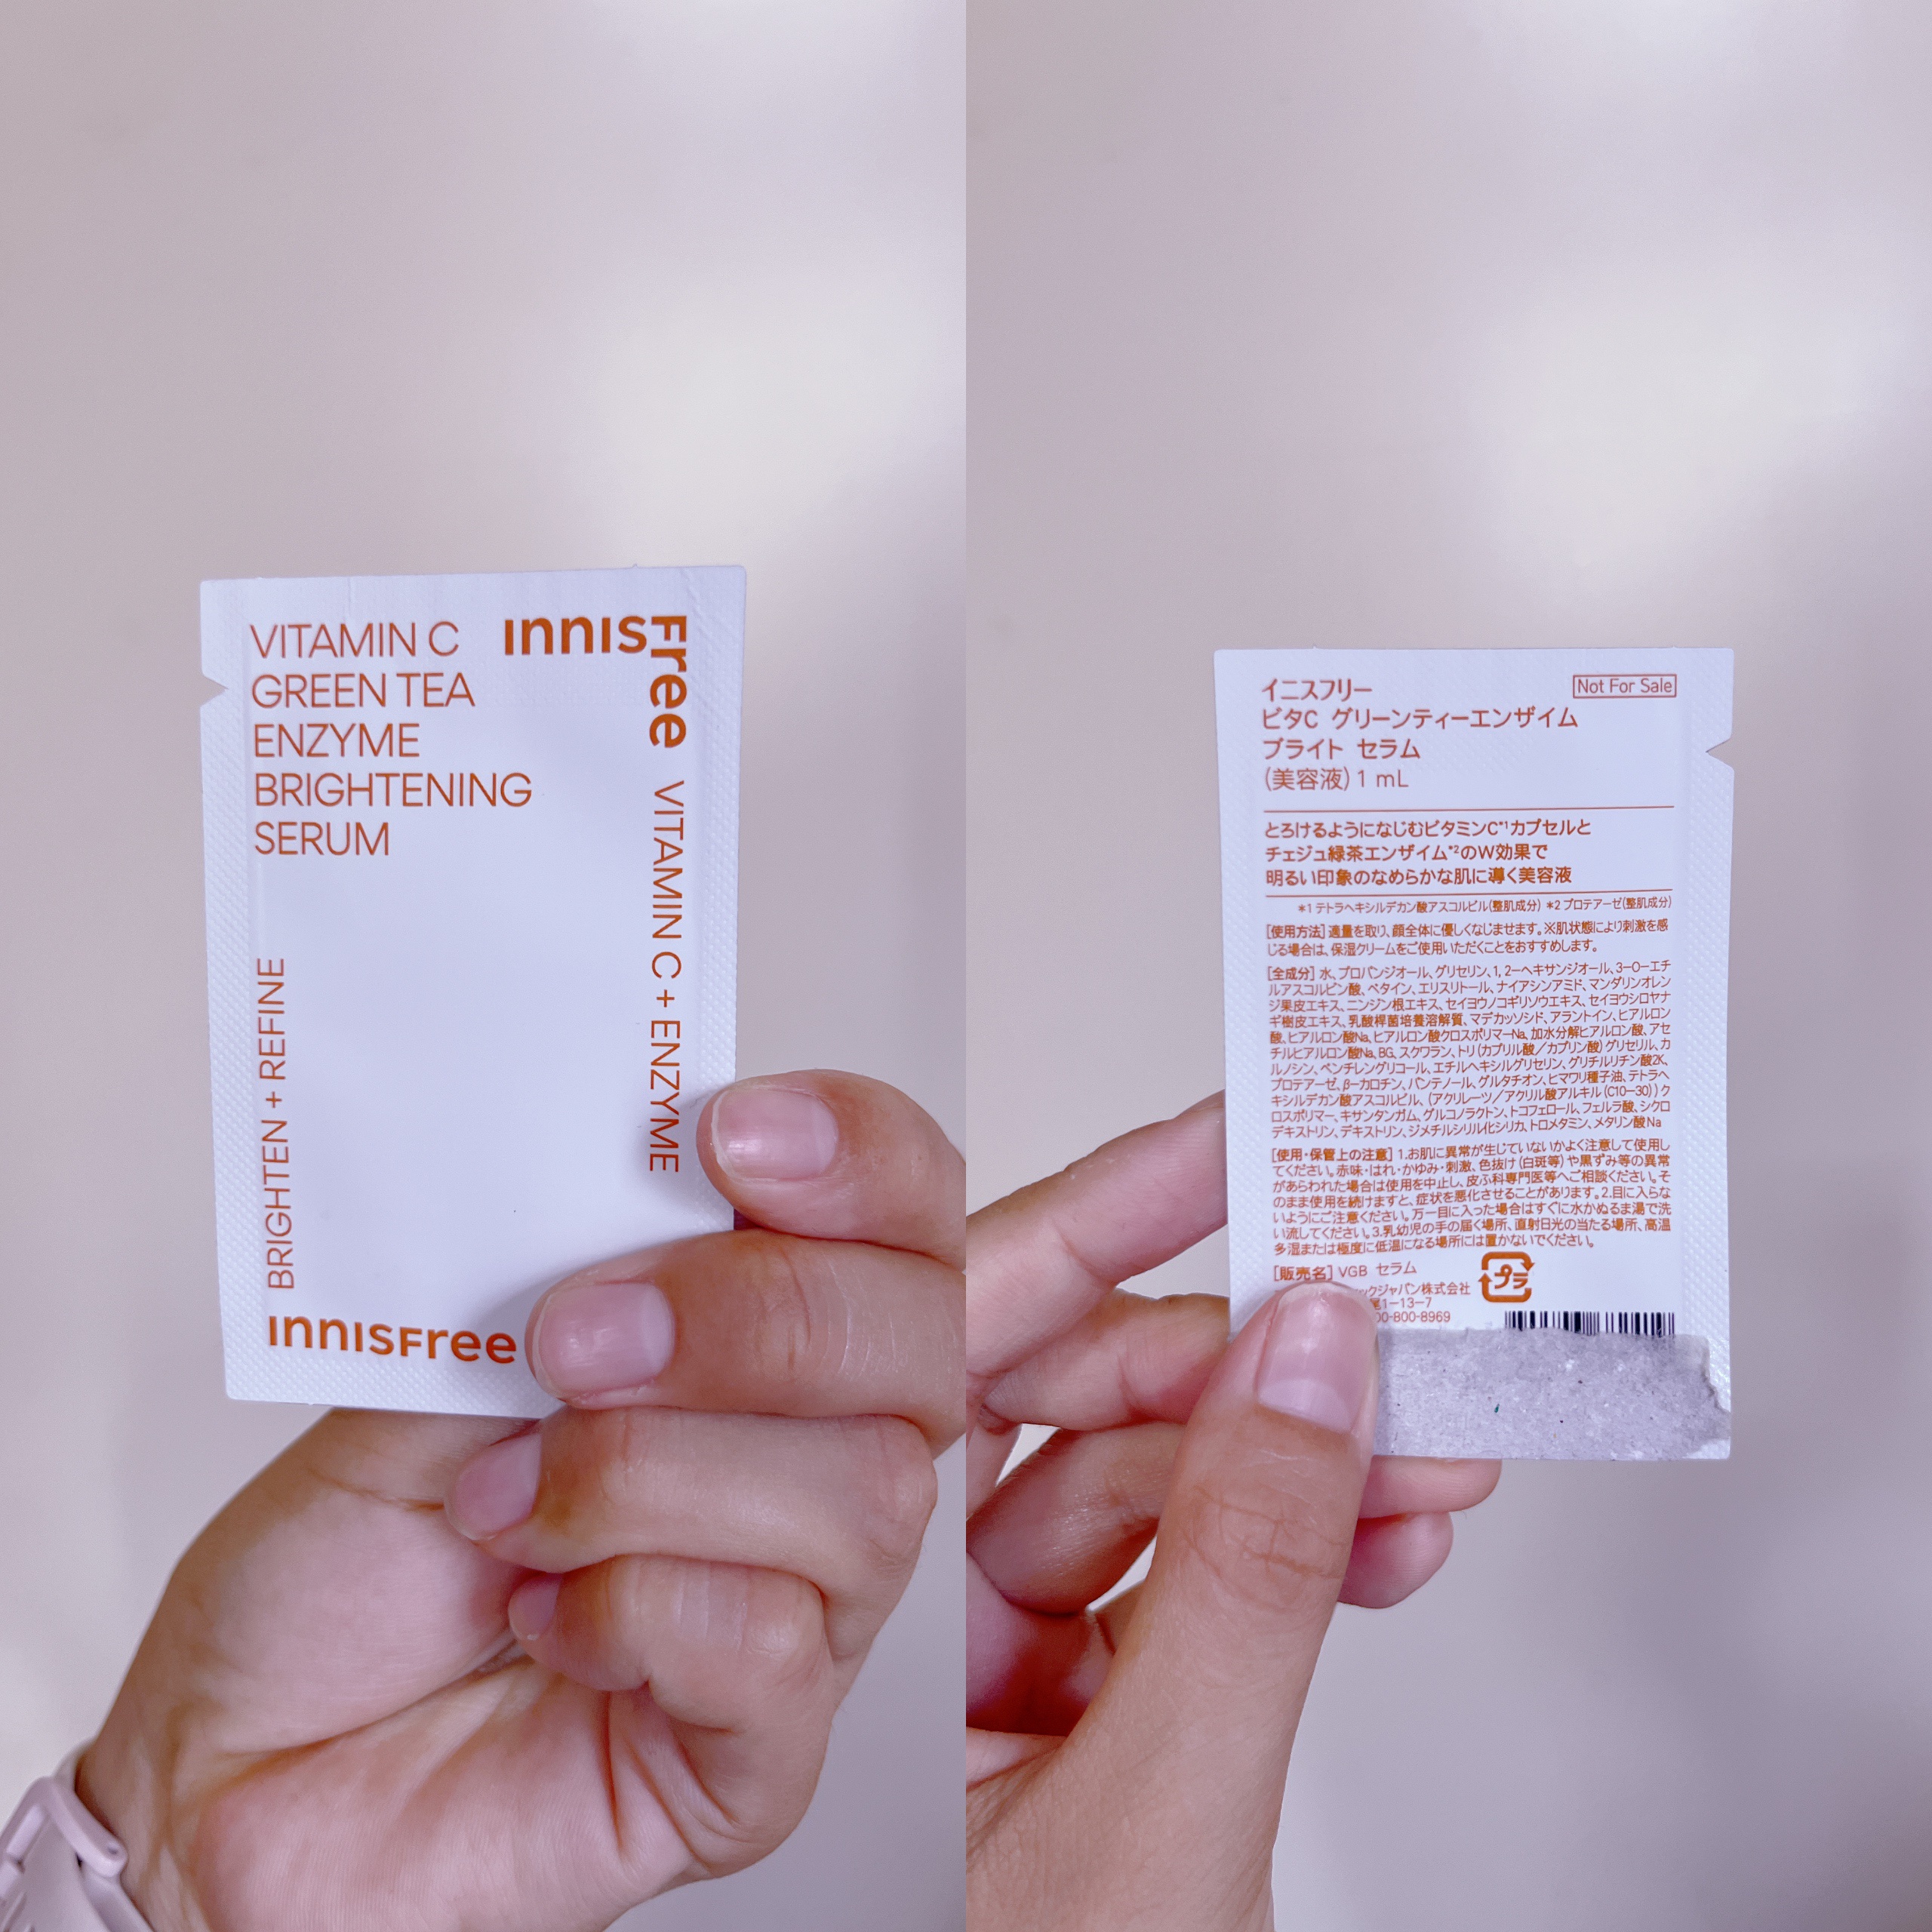 VITAMIN C
GREEN TEA
ENZYME
BRIGHTENING
SERUM
innisfree
VITAMIN C + ENZYME
BRIGHTEN + REFINE
innisfree
イニスフリー
Not For Sale
ビタC グリーンティーエンザイム
ブライト セラム
(美容液) 1 mL
とろけるようになじむビタミンC*1カプセルと
チェジュ緑茶エンザイム*2のW効果で
明るい印象のなめらかな肌に導く美容液
*1 テトラヘキシルデカン酸アスコルビル(整肌成分) *2 プロテアーゼ(整肌成分)
[使用方法] 適量を取り、顔全体に優しくなじませます。※肌状態により刺激を感
じる場合は、保湿クリームをご使用いただくことをおすすめします。
[全成分] 水、プロパンジオール、グリセリン、1, 2-ヘキサンジオール、3-O-エチ
ルアスコルビン酸、ベタイン、エリスリトール、ナイアシンアミド、マンダリンオレン
ジ果皮エキス、ニンジン根エキス、セイヨウノコギリソウエキス、セイヨウシロヤナ
ギ樹皮エキス、乳酸桿菌培養溶解質、マデカッソシド、アラントイン、ヒアルロン
酸、ヒアルロン酸Na、ヒアルロン酸クロスポリマーNa、加水分解ヒアルロン酸、アセ
チルヒアルロン酸Na、BG、スクワラン、トリ(カプリル酸/カプリン酸)グリセリル、カ
ルノシン、ペンチレングリコール、エチルヘキシルグリセリン、グリチルリチン酸2K、
プロテアーゼ、β-カロチン、パンテノール、グルタチオン、ヒマワリ種子油、テトラヘ
キシルデカン酸アスコルビル、(アクリレーツ/アクリル酸アルキル(C10-30))ク
ロスポリマー、キサンタンガム、グルコノラクトン、トコフェロール、フェルラ酸、シクロ
デキストリン、デキストリン、ジメチルシリル化シリカ、トロメタミン、メタリン酸Na
[使用・保管上の注意] 1.お肌に異常が生じていないかよく注意して使用し
てください。赤味・はれ・かゆみ・刺激、色抜け(白斑等)や黒ずみ等の異常
があらわれた場合は使用を中止し、皮ふ科専門医等へご相談ください。そ
のまま使用を続けますと、症状を悪化させることがあります。2.目に入らな
いようにご注意ください。万一目に入った場合はすぐに水かぬるま湯で洗
い流してください。3.乳幼児の手の届く場所、直射日光の当たる場所、高温
多湿または極度に低温になる場所には置かないでください。
[販売名] VGB セラム
ックジャパン株式会社
1-13-7
00-800-8969
プラ